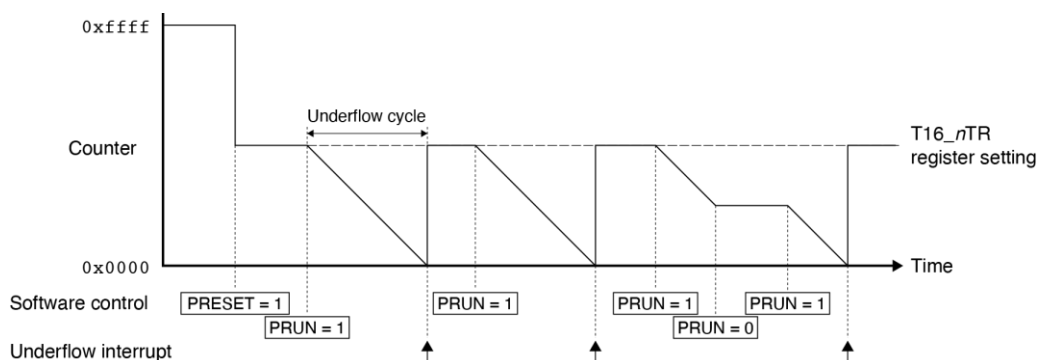 0xffff
Underflow cycle
Counter
T16_nTR
register setting
0x0000
Time
Software control
PRESET = 1
PRUN = 1
PRUN = 1
PRUN = 1
PRUN = 0
PRUN = 1
Underflow interrupt